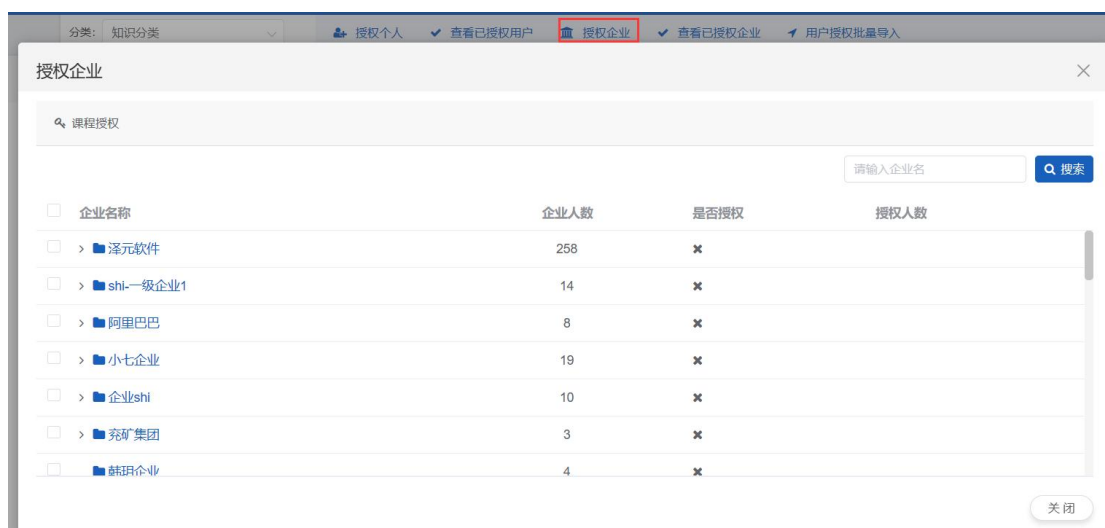 分类: 知识分类 授权个人 查看已授权用户 授权企业 查看已授权企业 用户授权批量导入
授权企业
课程授权
请输入企业名 搜索
企业名称 企业人数 是否授权 授权人数
泽元软件 258
shi-一级企业1 14
阿里巴巴 8
小七企业 19
企业shi 10
兖矿集团 3
韩玥企业 4
关闭